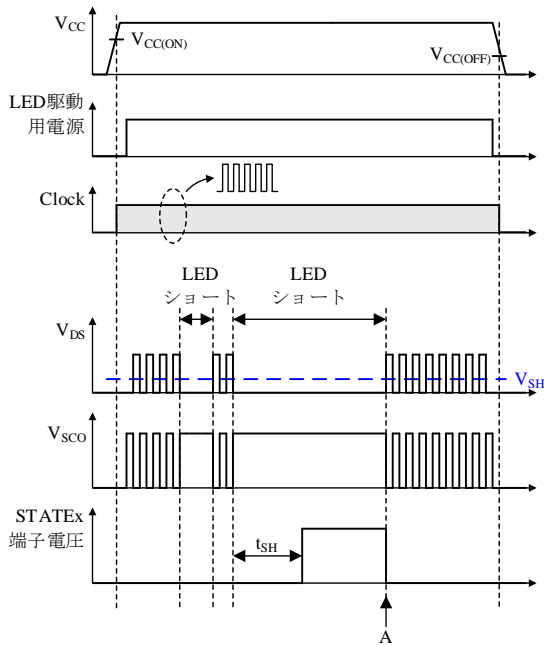 VCC
VCC(ON)
VCC(OFF)
LED駆動
用電源
Clock
LED
ショート
LED
ショート
VDS
VSH
VSCO
STATEx
端子電圧
tSH
A